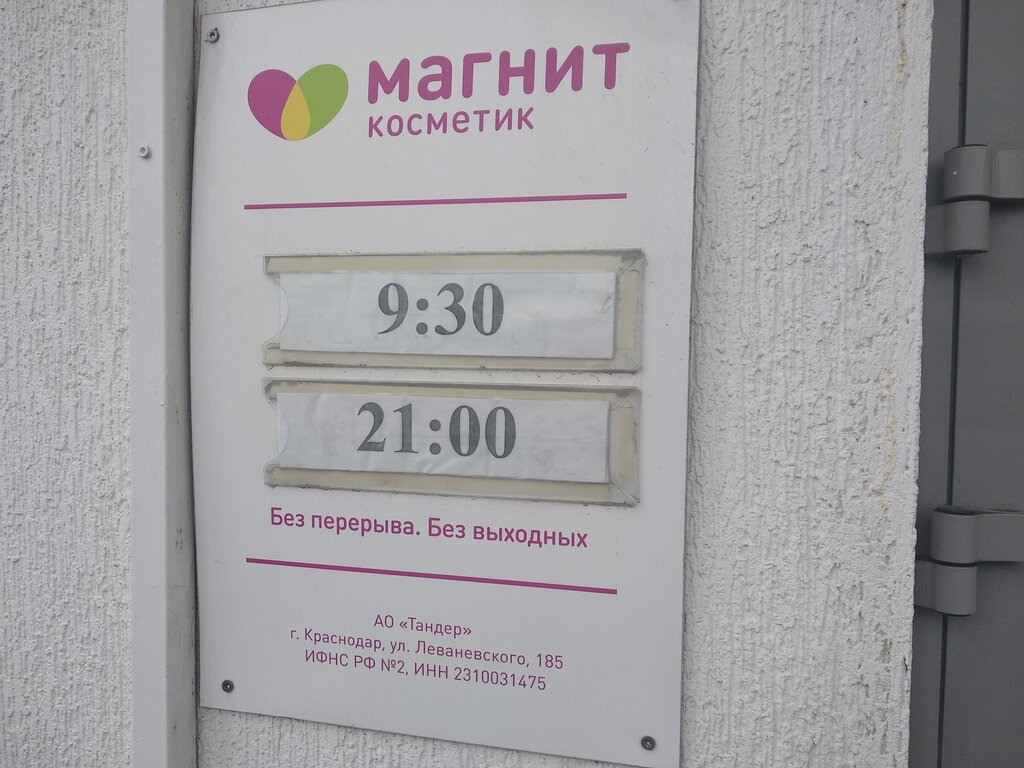 магнит
косметик
9:30
21:00
Без перерыва. Без выходных
АО «Тандер»
г. Краснодар, ул. Леваневского, 185
ИФНС РФ №2, ИНН 2310031475